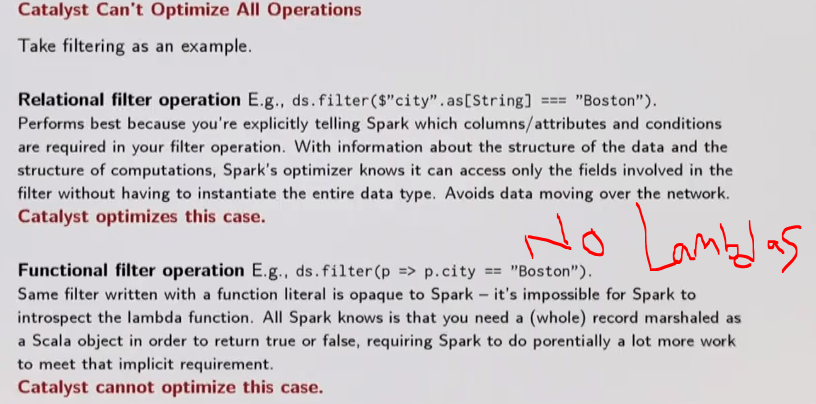 Catalyst Can't Optimize All Operations
Take filtering as an example.
Relational filter operation E.g., ds.filter($"city".as[String] === "Boston").
Performs best because you're explicitly telling Spark which columns/attributes and conditions
are required in your filter operation. With information about the structure of the data and the
structure of computations, Spark's optimizer knows it can access only the fields involved in the
filter without having to instantiate the entire data type. Avoids data moving over the network.
Catalyst optimizes this case.
No Lambdas
Functional filter operation E.g., ds.filter(p => p.city == "Boston").
Same filter written with a function literal is opaque to Spark – it's impossible for Spark to
introspect the lambda function. All Spark knows is that you need a (whole) record marshaled as
a Scala object in order to return true or false, requiring Spark to do porentially a lot more work
to meet that implicit requirement.
Catalyst cannot optimize this case.